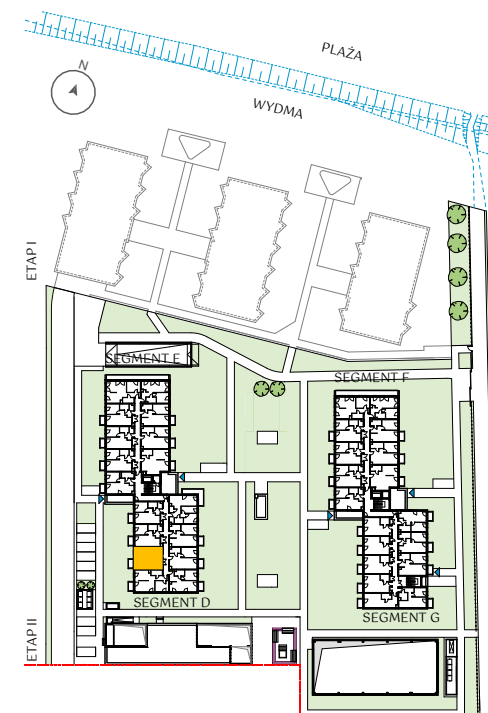 PLAŻA
N
WYDMA
ETAP I
SEGMENT E
SEGMENT F
SEGMENT D
SEGMENT G
ETAP II